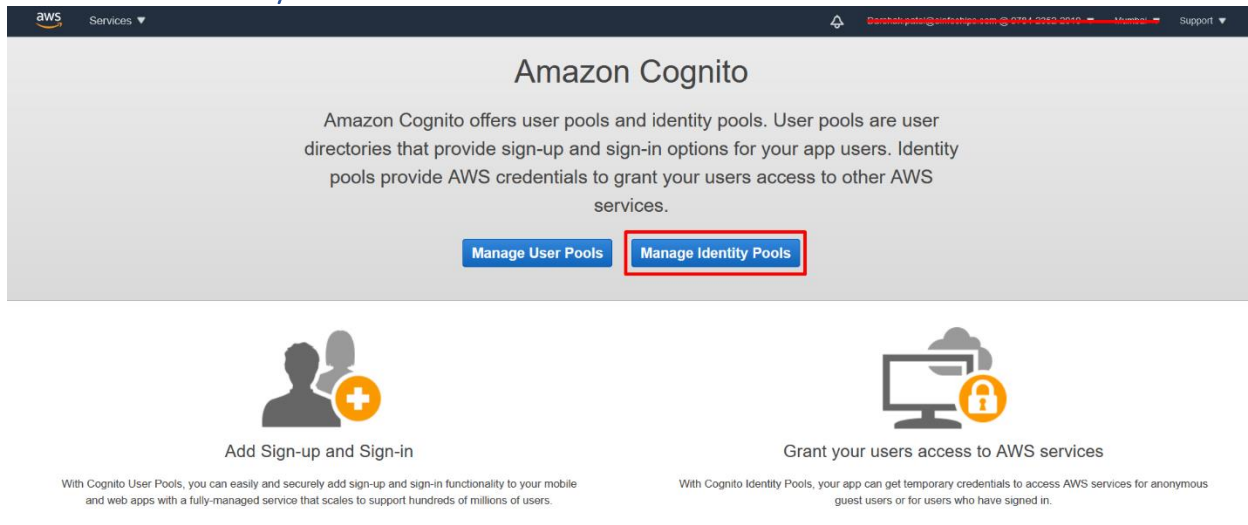 aws
Services ▼
Support ▼
Amazon Cognito
Amazon Cognito offers user pools and identity pools. User pools are user
directories that provide sign-up and sign-in options for your app users. Identity
pools provide AWS credentials to grant your users access to other AWS
services.
Manage User Pools
Manage Identity Pools
Add Sign-up and Sign-in
With Cognito User Pools, you can easily and securely add sign-up and sign-in functionality to your mobile
and web apps with a fully-managed service that scales to support hundreds of millions of users.
Grant your users access to AWS services
With Cognito Identity Pools, your app can get temporary credentials to access AWS services for anonymous
guest users or for users who have signed in.